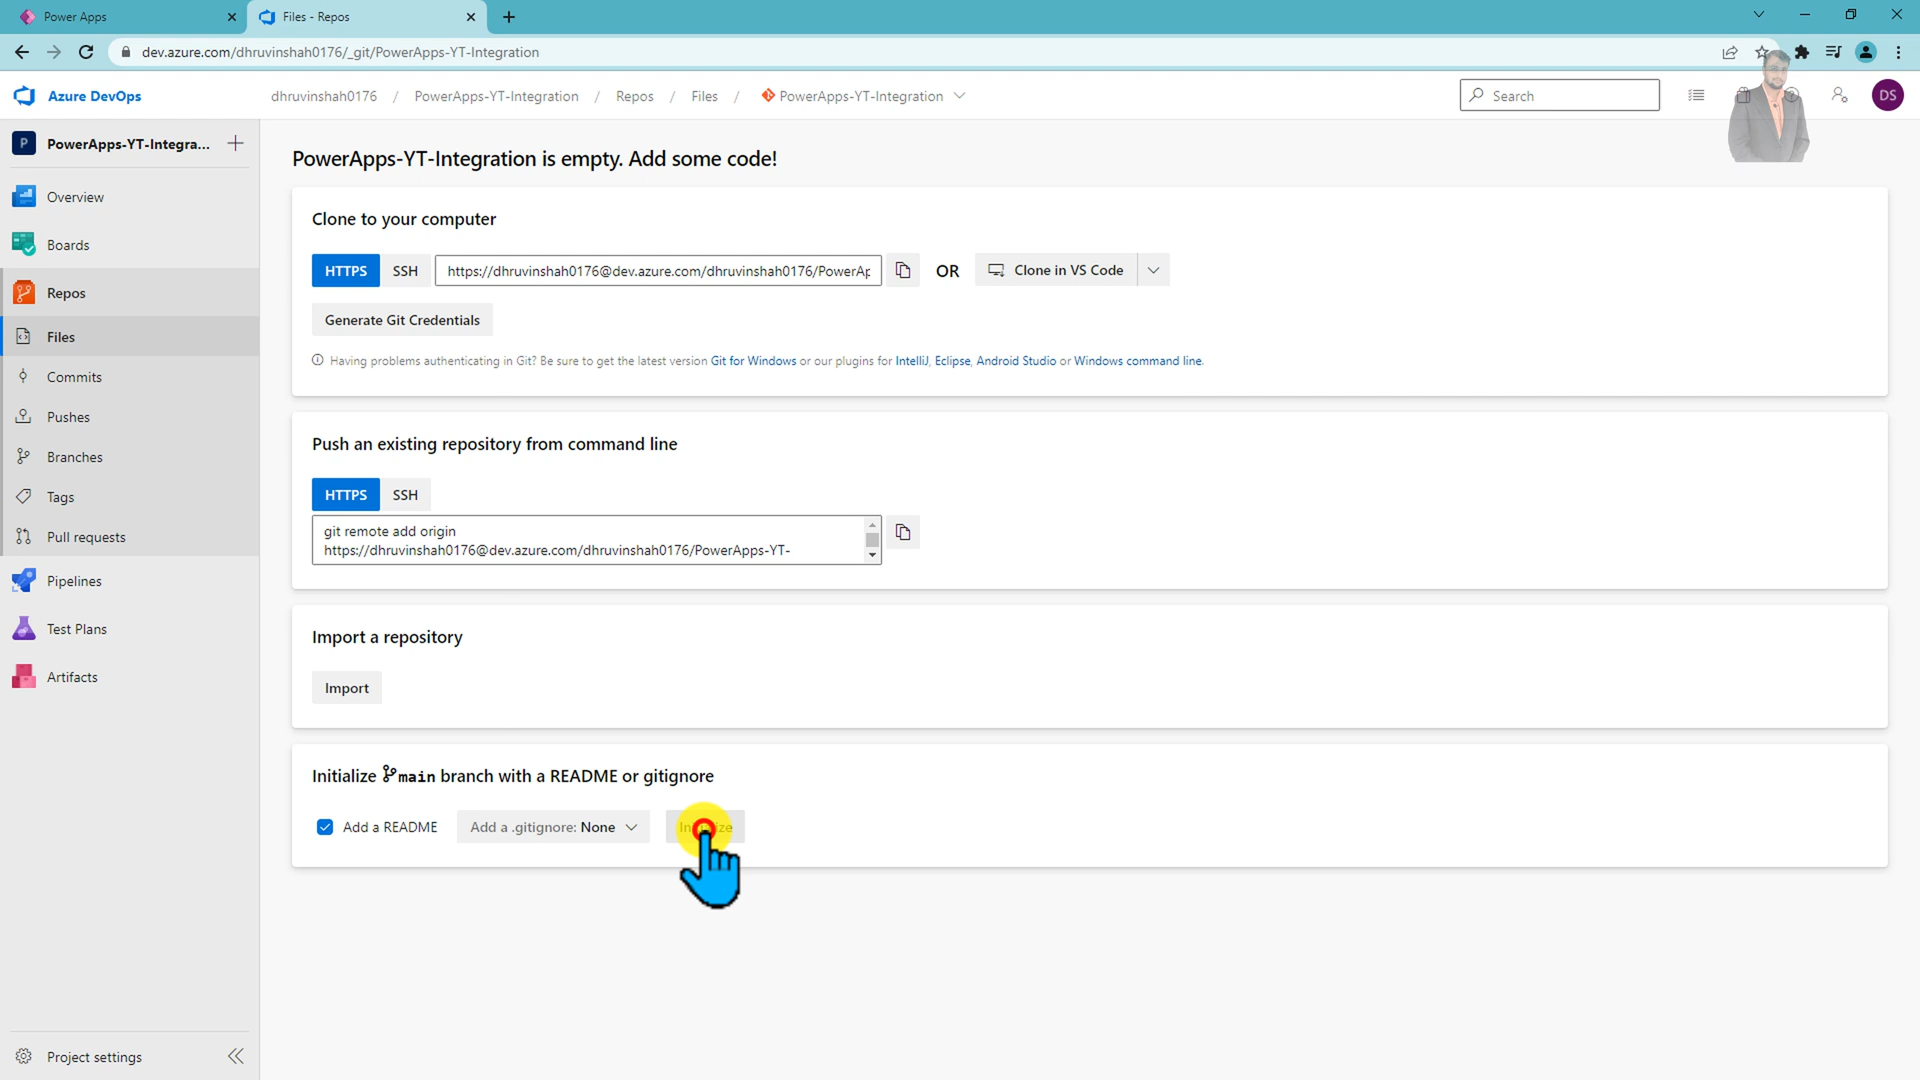 Power Apps
Files - Repos
dev.azure.com/dhruvinshah0176/_git/PowerApps-YT-Integration
Azure DevOps
dhruvinshah0176 / PowerApps-YT-Integration / Repos / Files / PowerApps-YT-Integration
Search
DS
P PowerApps-YT-Integra...
Overview
Boards
Repos
Files
Commits
Pushes
Branches
Tags
Pull requests
Pipelines
Test Plans
Artifacts
Project settings
PowerApps-YT-Integration is empty. Add some code!
Clone to your computer
HTTPS SSH https://dhruvinshah0176@dev.azure.com/dhruvinshah0176/PowerAp OR Clone in VS Code
Generate Git Credentials
Having problems authenticating in Git? Be sure to get the latest version Git for Windows or our plugins for IntelliJ, Eclipse, Android Studio or Windows command line.
Push an existing repository from command line
HTTPS SSH
git remote add origin
https://dhruvinshah0176@dev.azure.com/dhruvinshah0176/PowerApps-YT-
Import a repository
Import
Initialize main branch with a README or gitignore
Add a README Add a .gitignore: None